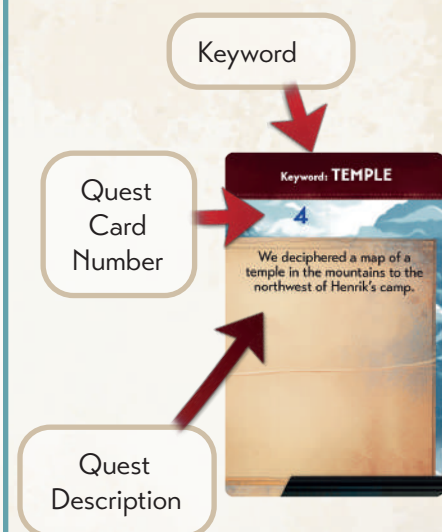 Keyword
Keyword: TEMPLE
Quest
Card
Number
4
We deciphered a map of a
temple in the mountains to the
northwest of Henrik's camp.
Quest
Description